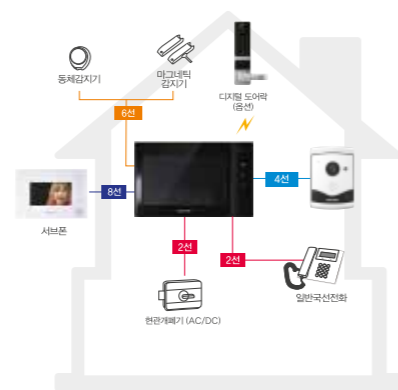 동체감지기
마그네틱
감지기
디지털 도어락
(옵션)
6선
4선
8선
서브폰
2선
2선
현관개폐기 (AC/DC)
일반국선전화